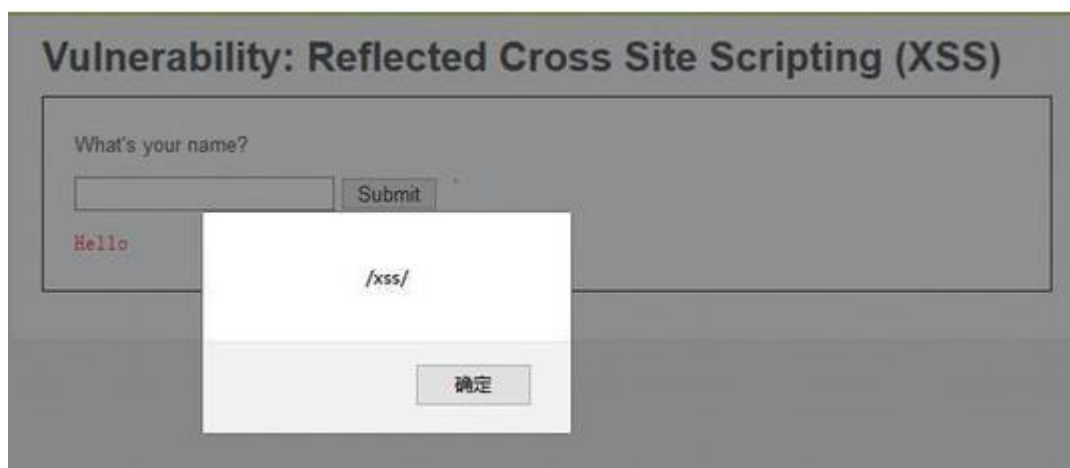 Vulnerability: Reflected Cross Site Scripting (XSS)
What's your name?
Submit
Hello
/xss/
确定